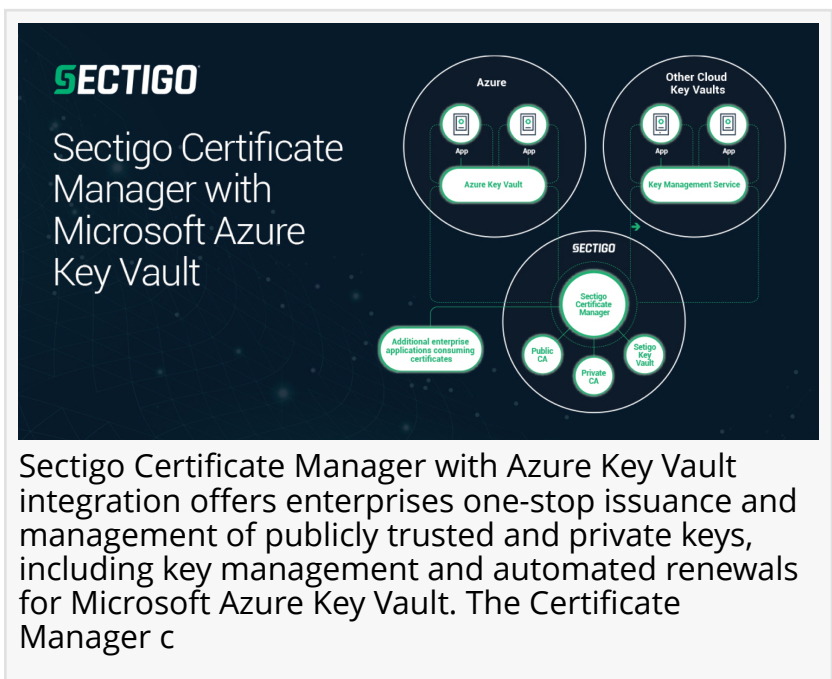 SECTIGO
Sectigo Certificate
Manager with
Microsoft Azure
Key Vault
Azure
App
App
Azure Key Vault
Other Cloud
Key Vaults
App
App
Key Management Service
SECTIGO
Sectigo
Certificate
Manager
Additional enterprise
applications consuming
certificates
Public
CA
Private
CA
Setigo
Key
Vault
Sectigo Certificate Manager with Azure Key Vault
integration offers enterprises one-stop issuance and
management of publicly trusted and private keys,
including key management and automated renewals
for Microsoft Azure Key Vault. The Certificate
Manager c